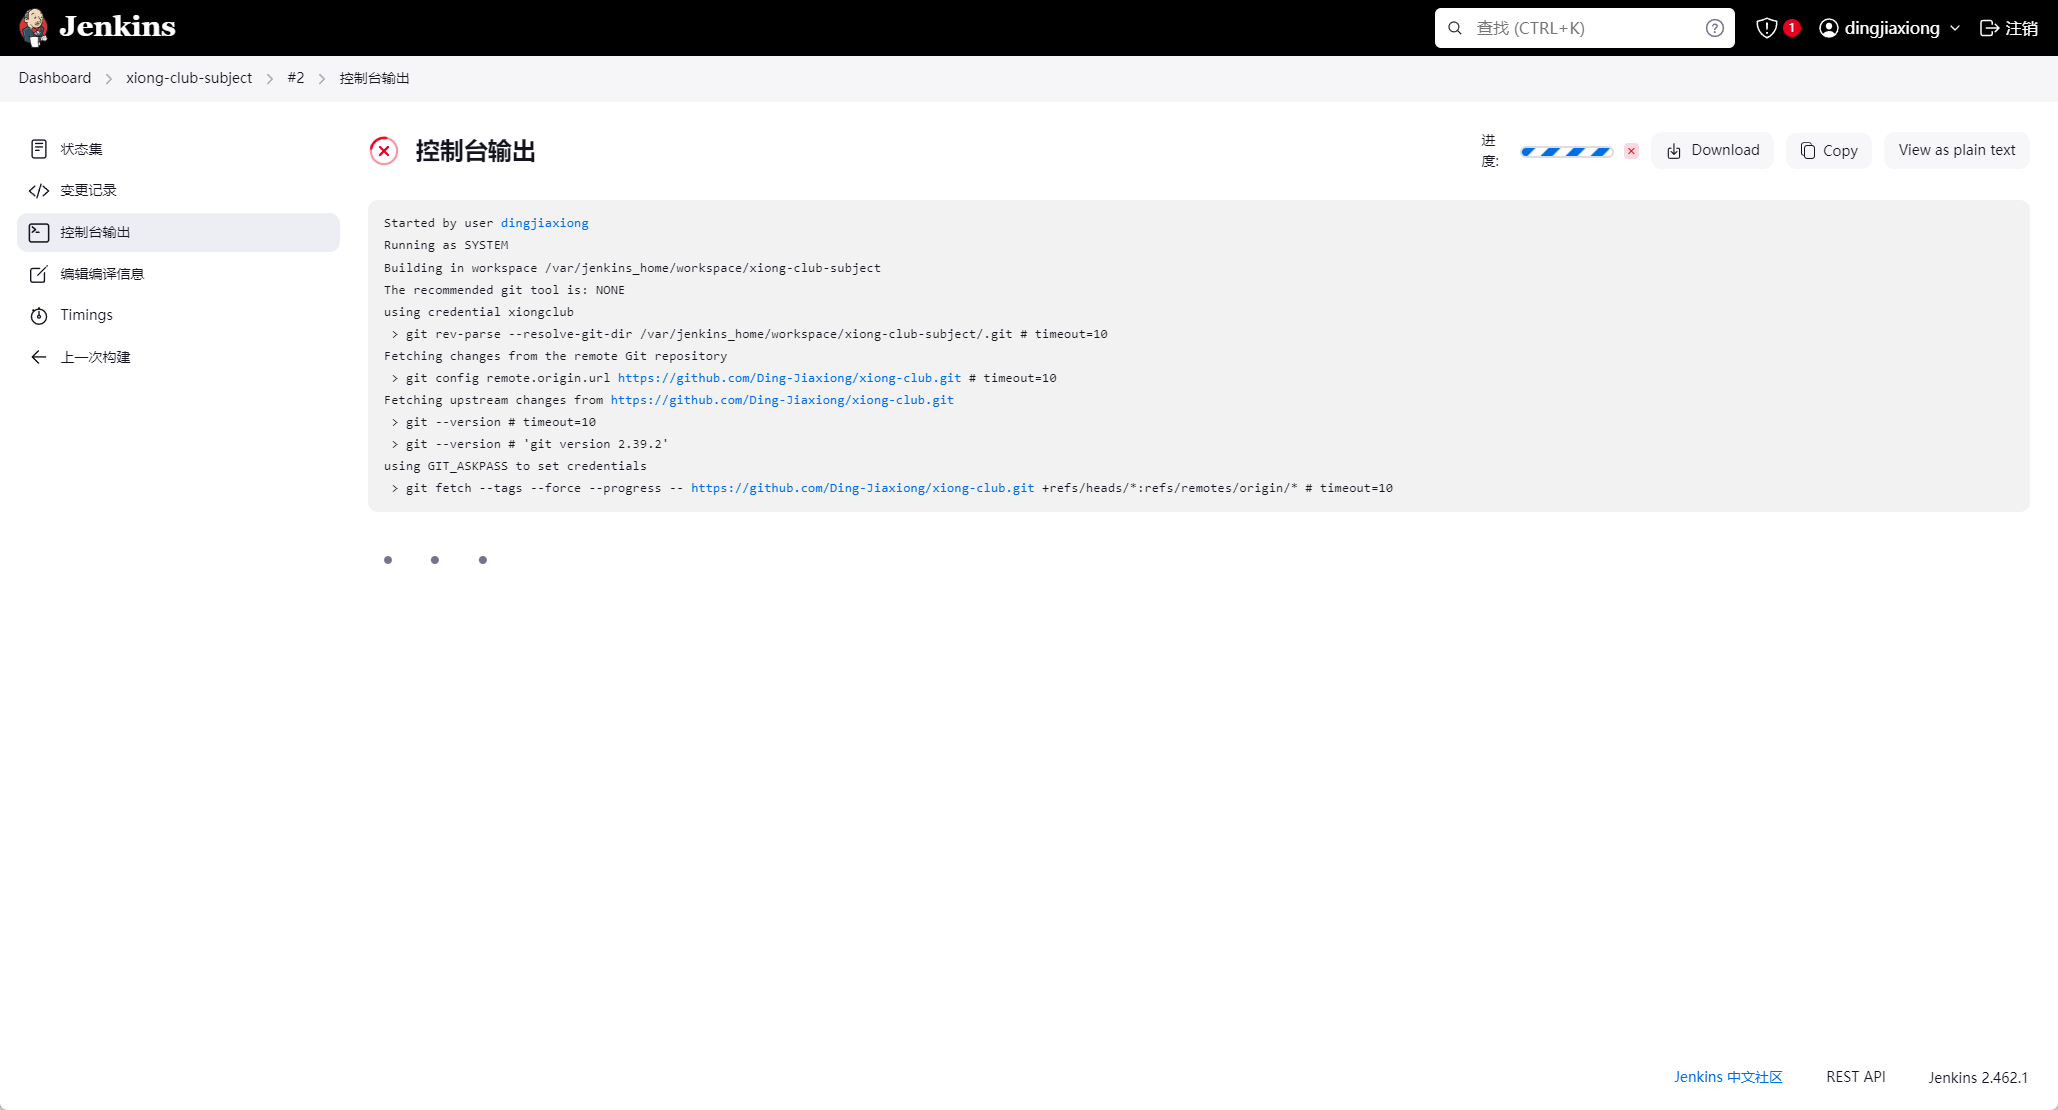 Jenkins
查找 (CTRL+K)
1
dingjiaxiong
注销
Dashboard
xiong-club-subject
#2
控制台输出
状态集
变更记录
控制台输出
编辑编译信息
Timings
上一次构建
控制台输出
进
度:
Download
Copy
View as plain text
Started by user dingjiaxiong
Running as SYSTEM
Building in workspace /var/jenkins_home/workspace/xiong-club-subject
The recommended git tool is: NONE
using credential xiongclub
> git rev-parse --resolve-git-dir /var/jenkins_home/workspace/xiong-club-subject/.git # timeout=10
Fetching changes from the remote Git repository
> git config remote.origin.url https://github.com/Ding-Jiaxiong/xiong-club.git # timeout=10
Fetching upstream changes from https://github.com/Ding-Jiaxiong/xiong-club.git
> git --version # timeout=10
> git --version # 'git version 2.39.2'
using GIT_ASKPASS to set credentials
> git fetch --tags --force --progress -- https://github.com/Ding-Jiaxiong/xiong-club.git +refs/heads/*:refs/remotes/origin/* # timeout=10
Jenkins 中文社区
REST API
Jenkins 2.462.1